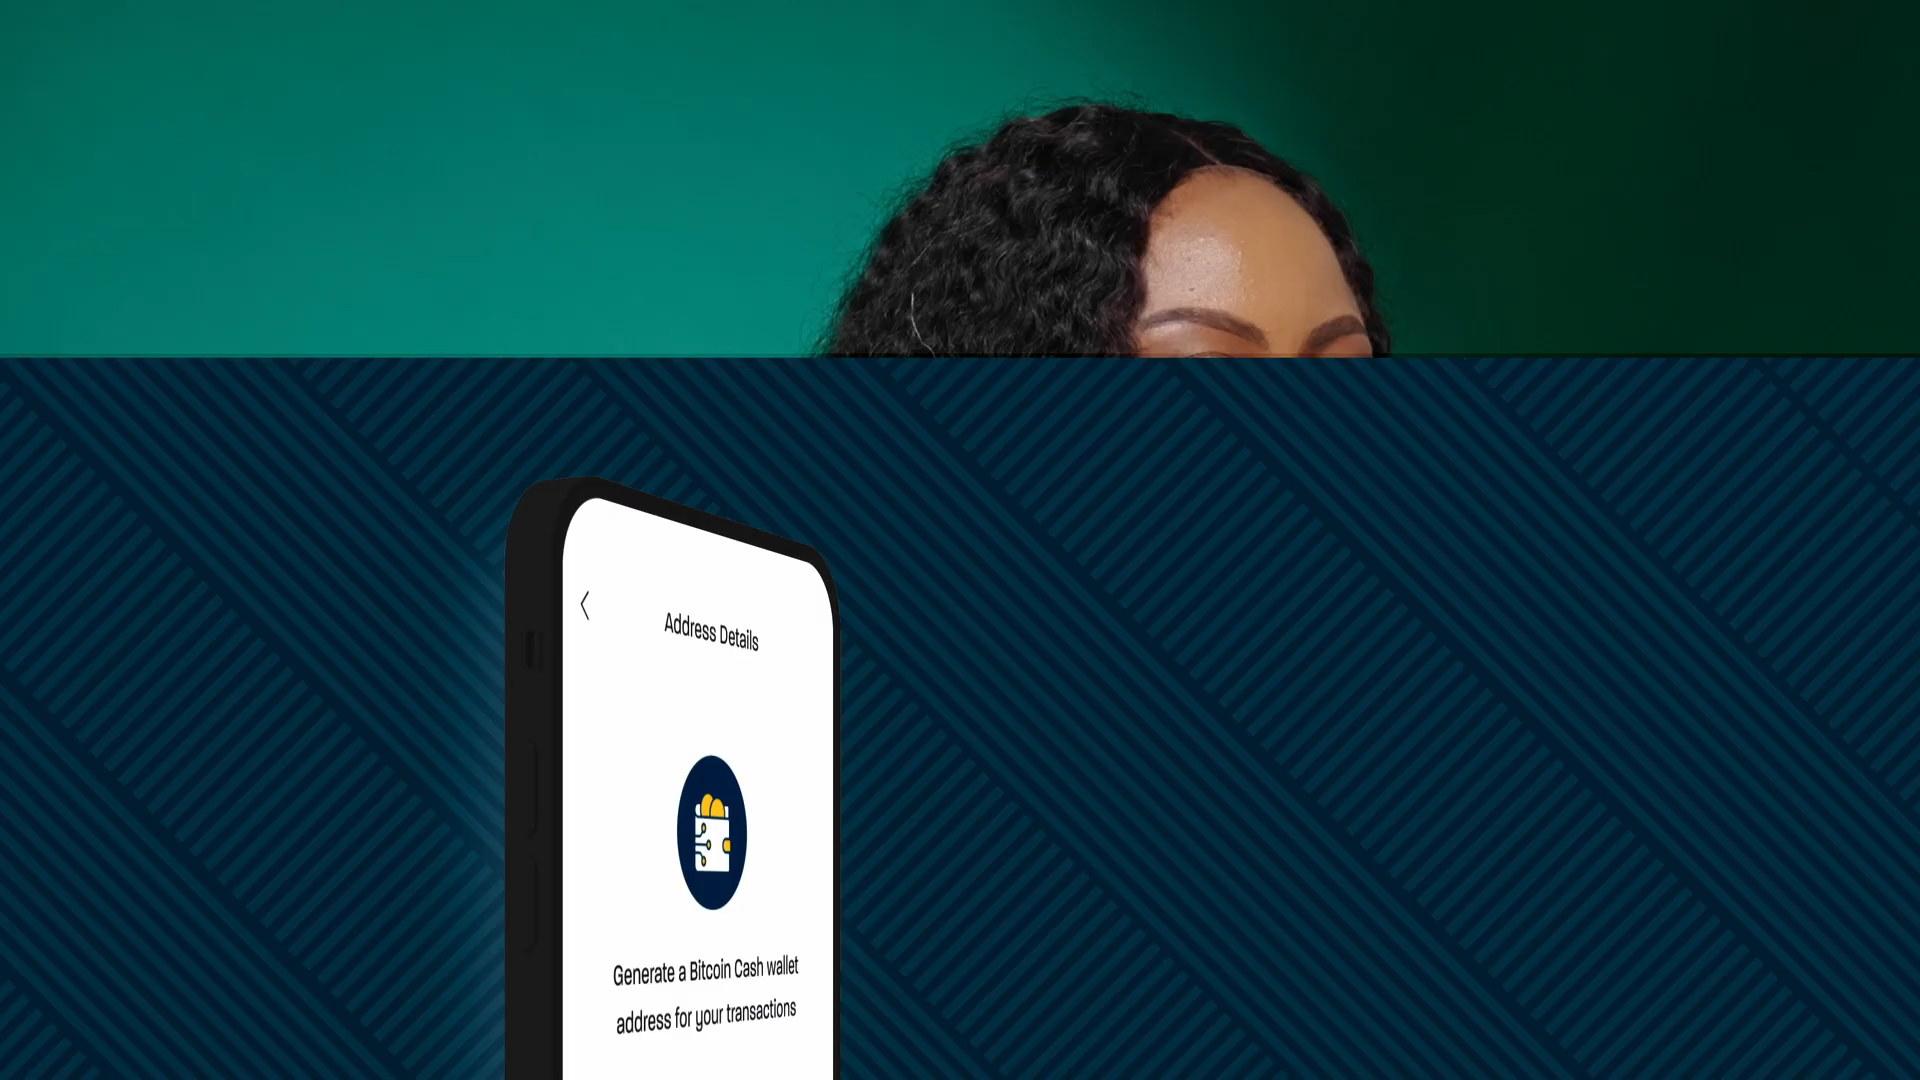 Address Details
Generate a Bitcoin Cash wallet
address for your transactions